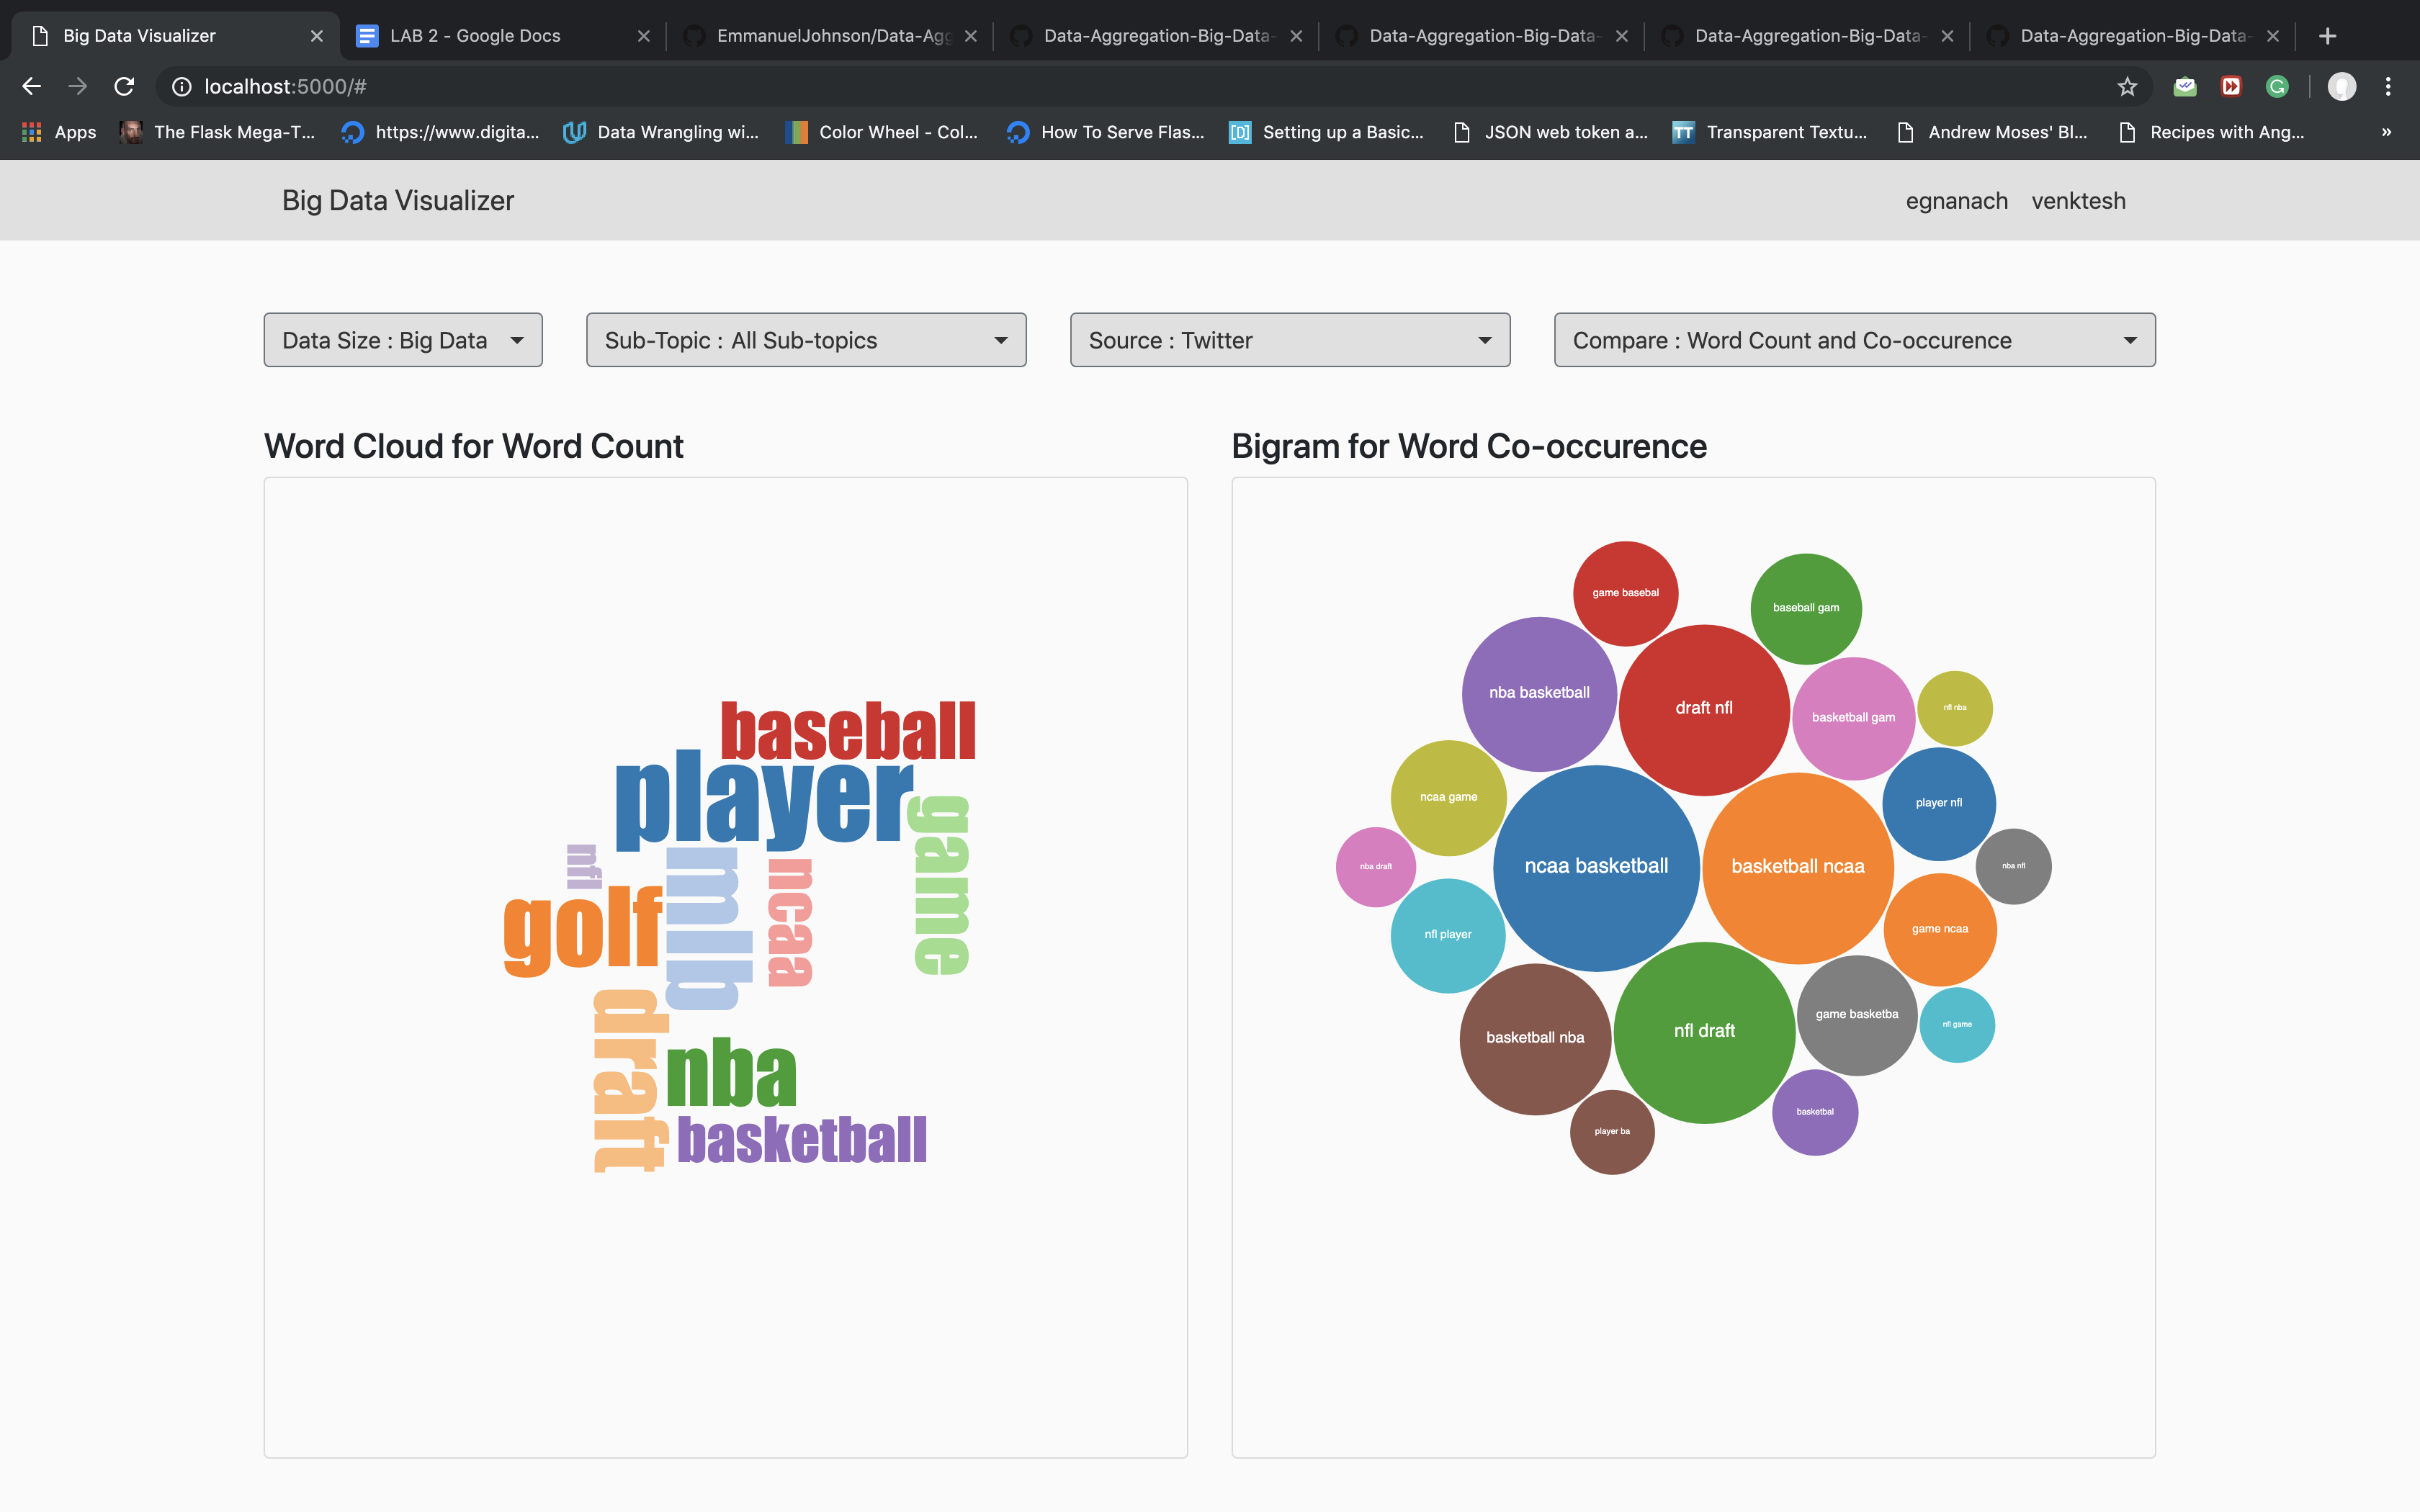 Big Data Visualizer
LAB 2 - Google Docs
EmmanuelJohnson/Data-Agg
Data-Aggregation-Big-Data-
Data-Aggregation-Big-Data-
Data-Aggregation-Big-Data-
Data-Aggregation-Big-Data-
localhost:5000/#
Apps
The Flask Mega-T...
https://www.digita...
Data Wrangling wi...
Color Wheel - Col...
How To Serve Flas...
[D]
Setting up a Basic...
JSON web token a...
TT
Transparent Textu...
Andrew Moses' Bl...
Recipes with Ang...
»
Big Data Visualizer
egnanach
venktesh
Data Size : Big Data
Sub-Topic : All Sub-topics
Source : Twitter
Compare : Word Count and Co-occurence
Word Cloud for Word Count
Bigram for Word Co-occurence
baseball
player
game
nfl
mlb
ncaa
golf
draft
nba
basketball
game basebal
baseball gam
nba basketball
draft nfl
basketball gam
nfl nba
ncaa game
player nfl
nba draft
ncaa basketball
basketball ncaa
nba nfl
nfl player
game ncaa
basketball nba
nfl draft
game basketba
nfl game
player ba
basketbal